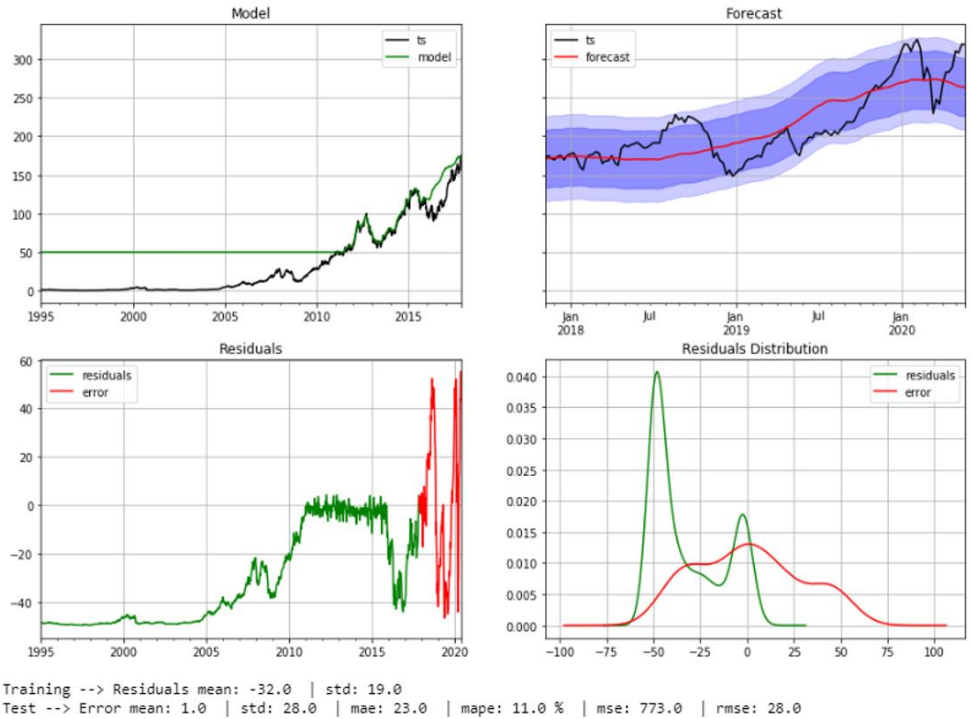 Model
Forecast
ts
model
ts
forecast
300
250
200
150
100
50
0
1995 2000 2005 2010 2015
Jan
2018
Jul
Jan
2019
Jul
Jan
2020
Residuals
Residuals Distribution
residuals
error
residuals
error
60
40
20
0
−20
−40
1995 2000 2005 2010 2015 2020
0.040
0.035
0.030
0.025
0.020
0.015
0.010
0.005
0.000
−100 −75 −50 −25 0 25 50 75 100
Training --> Residuals mean: -32.0 | std: 19.0
Test --> Error mean: 1.0 | std: 28.0 | mae: 23.0 | mape: 11.0 % | mse: 773.0 | rmse: 28.0